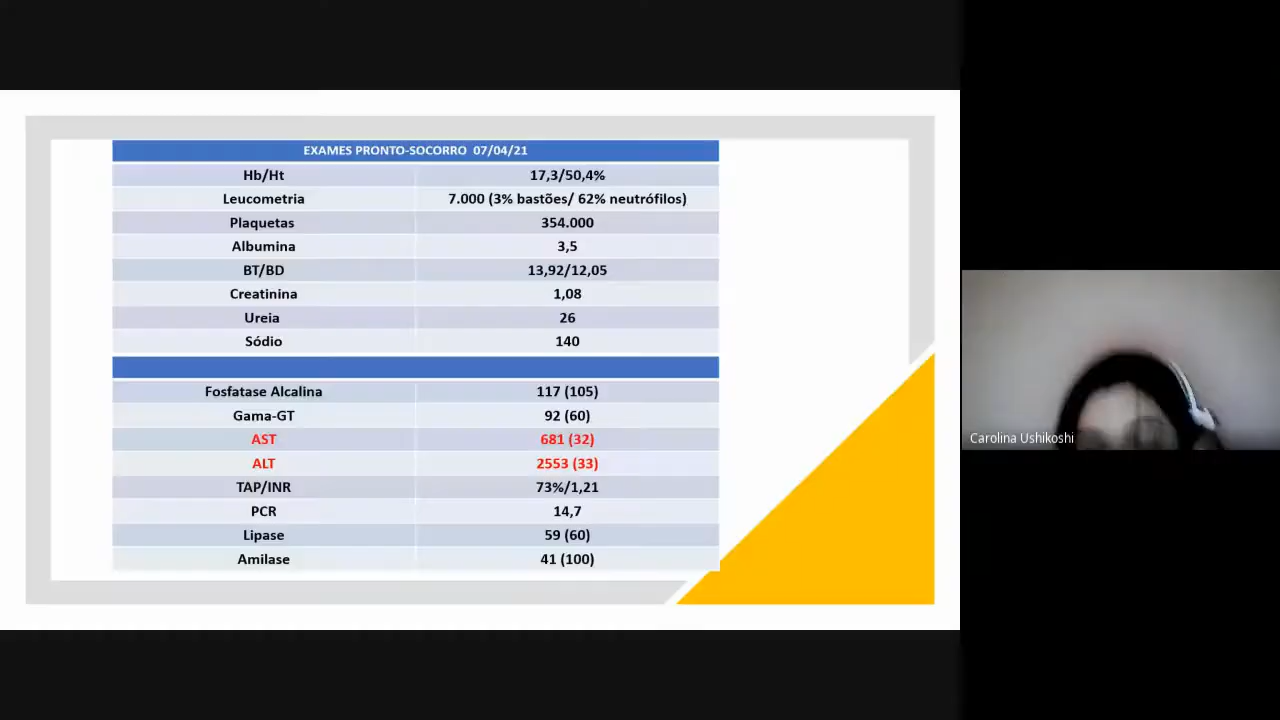 EXAMES PRONTO-SOCORRO 07/04/21
Hb/Ht 17,3/50,4%
Leucometria 7.000 (3% bastões/ 62% neutrófilos)
Plaquetas 354.000
Albumina 3,5
BT/BD 13,92/12,05
Creatinina 1,08
Ureia 26
Sódio 140
Fosfatase Alcalina 117 (105)
Gama-GT 92 (60)
AST 681 (32)
ALT 2553 (33)
TAP/INR 73%/1,21
PCR 14,7
Lipase 59 (60)
Amilase 41 (100)
Carolina Ushikoshi